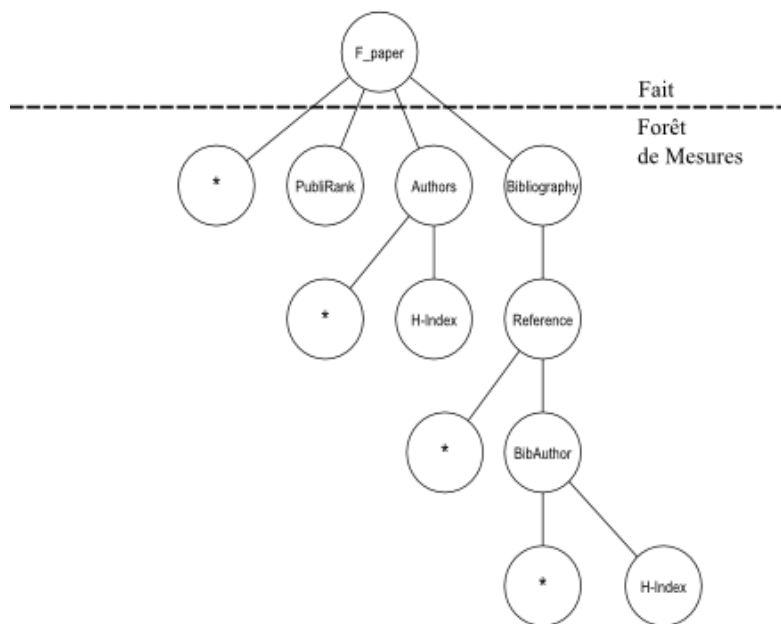 F_paper
Fait
Forêt
de Mesures
*
PubliRank
Authors
Bibliography
*
H-Index
Reference
*
BibAuthor
*
H-Index